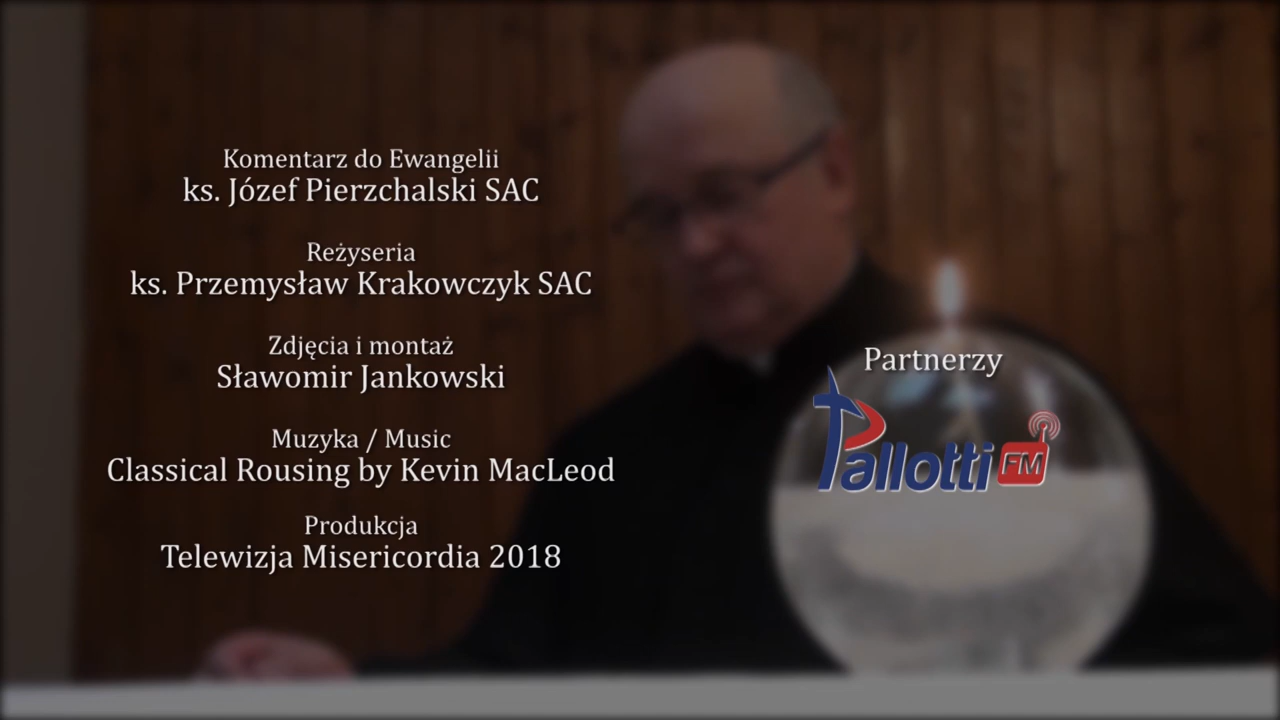 Komentarz do Ewangelii
ks. Józef Pierzchalski SAC
Reżyseria
ks. Przemysław Krakowczyk SAC
Zdjęcia i montaż
Sławomir Jankowski
Muzyka / Music
Classical Rousing by Kevin MacLeod
Produkcja
Telewizja Misericordia 2018
Partnerzy
Pallotti FM